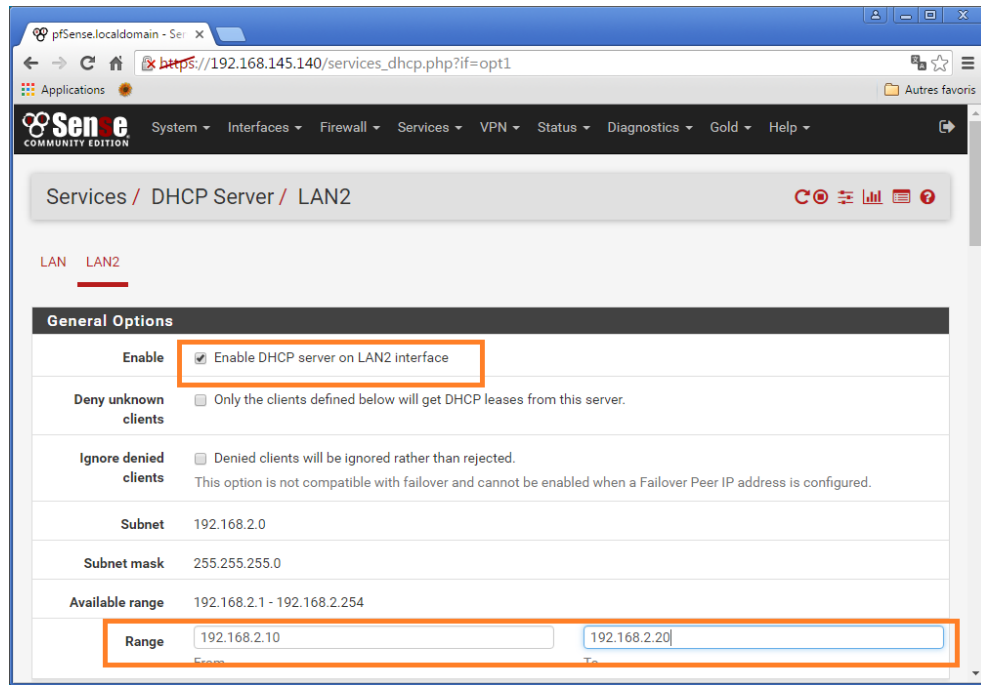 pfSense.localdomain - Ser
https://192.168.145.140/services_dhcp.php?if=opt1
Applications
Autres favoris
Sense
COMMUNITY EDITION
System Interfaces Firewall Services VPN Status Diagnostics Gold Help
Services / DHCP Server / LAN2
LAN LAN2
General Options
Enable Enable DHCP server on LAN2 interface
Deny unknown clients Only the clients defined below will get DHCP leases from this server.
Ignore denied clients Denied clients will be ignored rather than rejected.
This option is not compatible with failover and cannot be enabled when a Failover Peer IP address is configured.
Subnet 192.168.2.0
Subnet mask 255.255.255.0
Available range 192.168.2.1 - 192.168.2.254
Range 192.168.2.10 192.168.2.20
From To